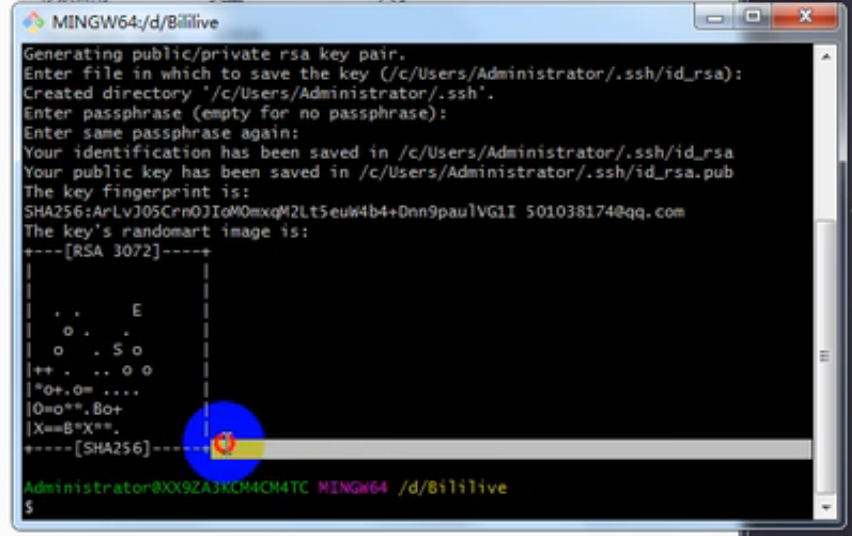 MINGW64:/d/Bililive
Generating public/private rsa key pair.
Enter file in which to save the key (/c/Users/Administrator/.ssh/id_rsa):
Created directory '/c/Users/Administrator/.ssh'.
Enter passphrase (empty for no passphrase):
Enter same passphrase again:
Your identification has been saved in /c/Users/Administrator/.ssh/id_rsa
Your public key has been saved in /c/Users/Administrator/.ssh/id_rsa.pub
The key fingerprint is:
SHA256:ArLvJO5CrnOJIoMOmxqM2Lt5euW4b4+Dnn9paulVG1I 501038174@qq.com
The key's randomart image is:
+---[RSA 3072]----+
|                 |
|                 |
|  . .     E      |
|   o .   .       |
|  o   . S o      |
|++ .  .. o o     |
|*o+.o= ....      |
|O=o**.Bo+        |
|X==B*X**.        |
+----[SHA256]-----+
Administrator@XX9ZA3KCM4CM4TC MINGW64 /d/Bililive
$